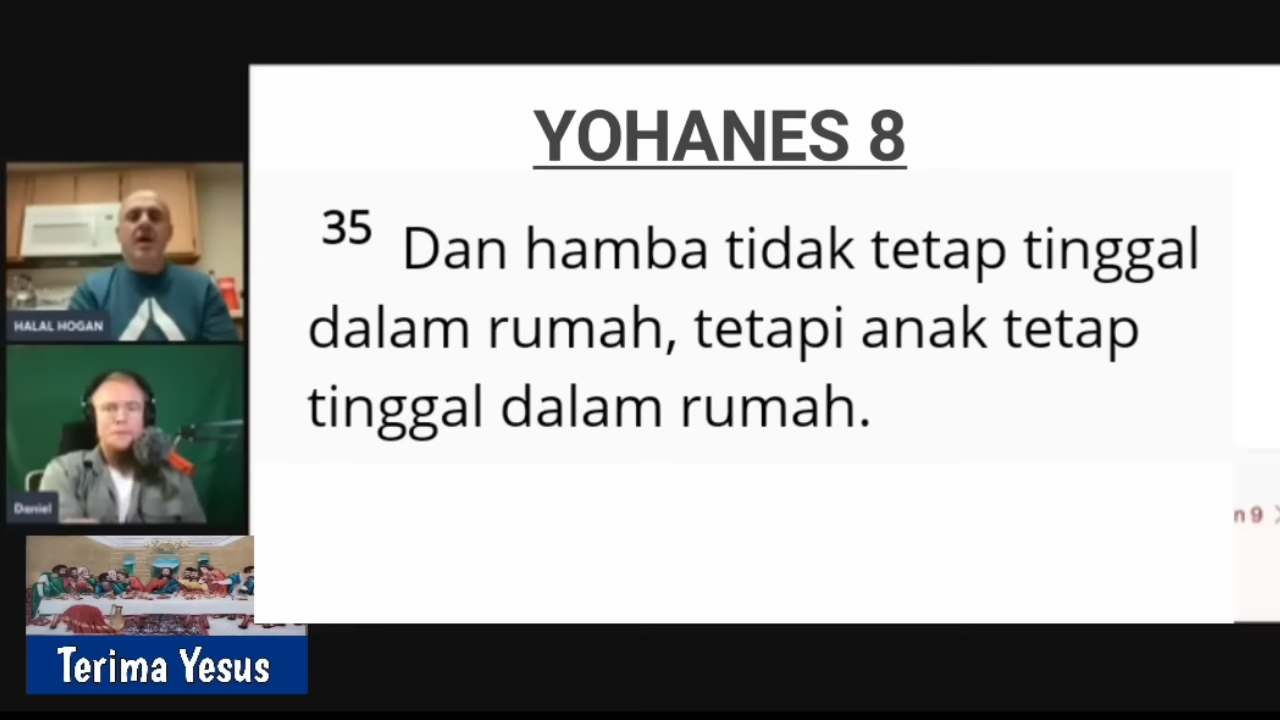 YOHANES 8
35 Dan hamba tidak tetap tinggal
dalam rumah, tetapi anak tetap
tinggal dalam rumah.
HALAL HOGAN
Daniel
n 9
Terima Yesus